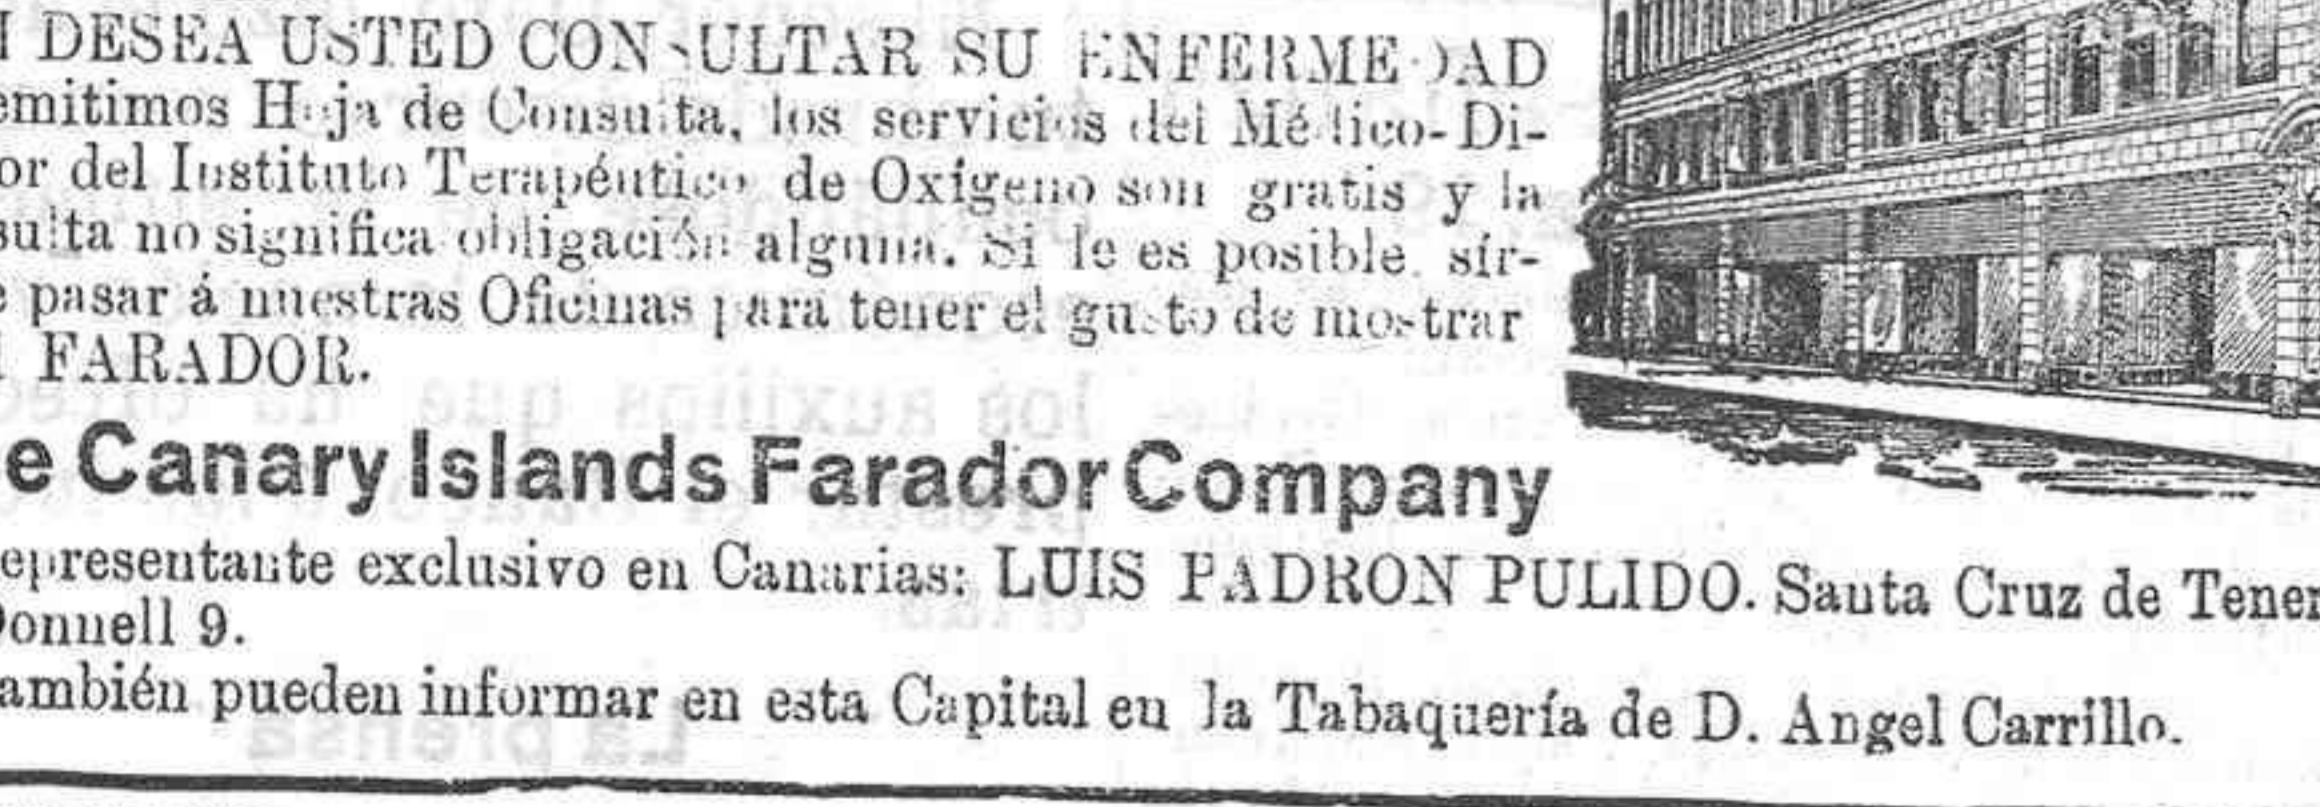 DESEA USTED CONSULTAR SU ENFERMEDAD
emitimos Hoja de Consulta, los servicios del Médico-Di-
or del Instituto Terapéutico de Oxígeno son gratis y la
sulta no significa obligación alguna. Si le es posible, sír-
e pasar á nuestras Oficinas para tener el gusto de mostrar
FARADOR.
e Canary Islands Farador Company
epresentante exclusivo en Canarias: LUIS PADRON PULIDO. Santa Cruz de Tener
Donnell 9.
ambién pueden informar en esta Capital en la Tabaquería de D. Angel Carrillo.